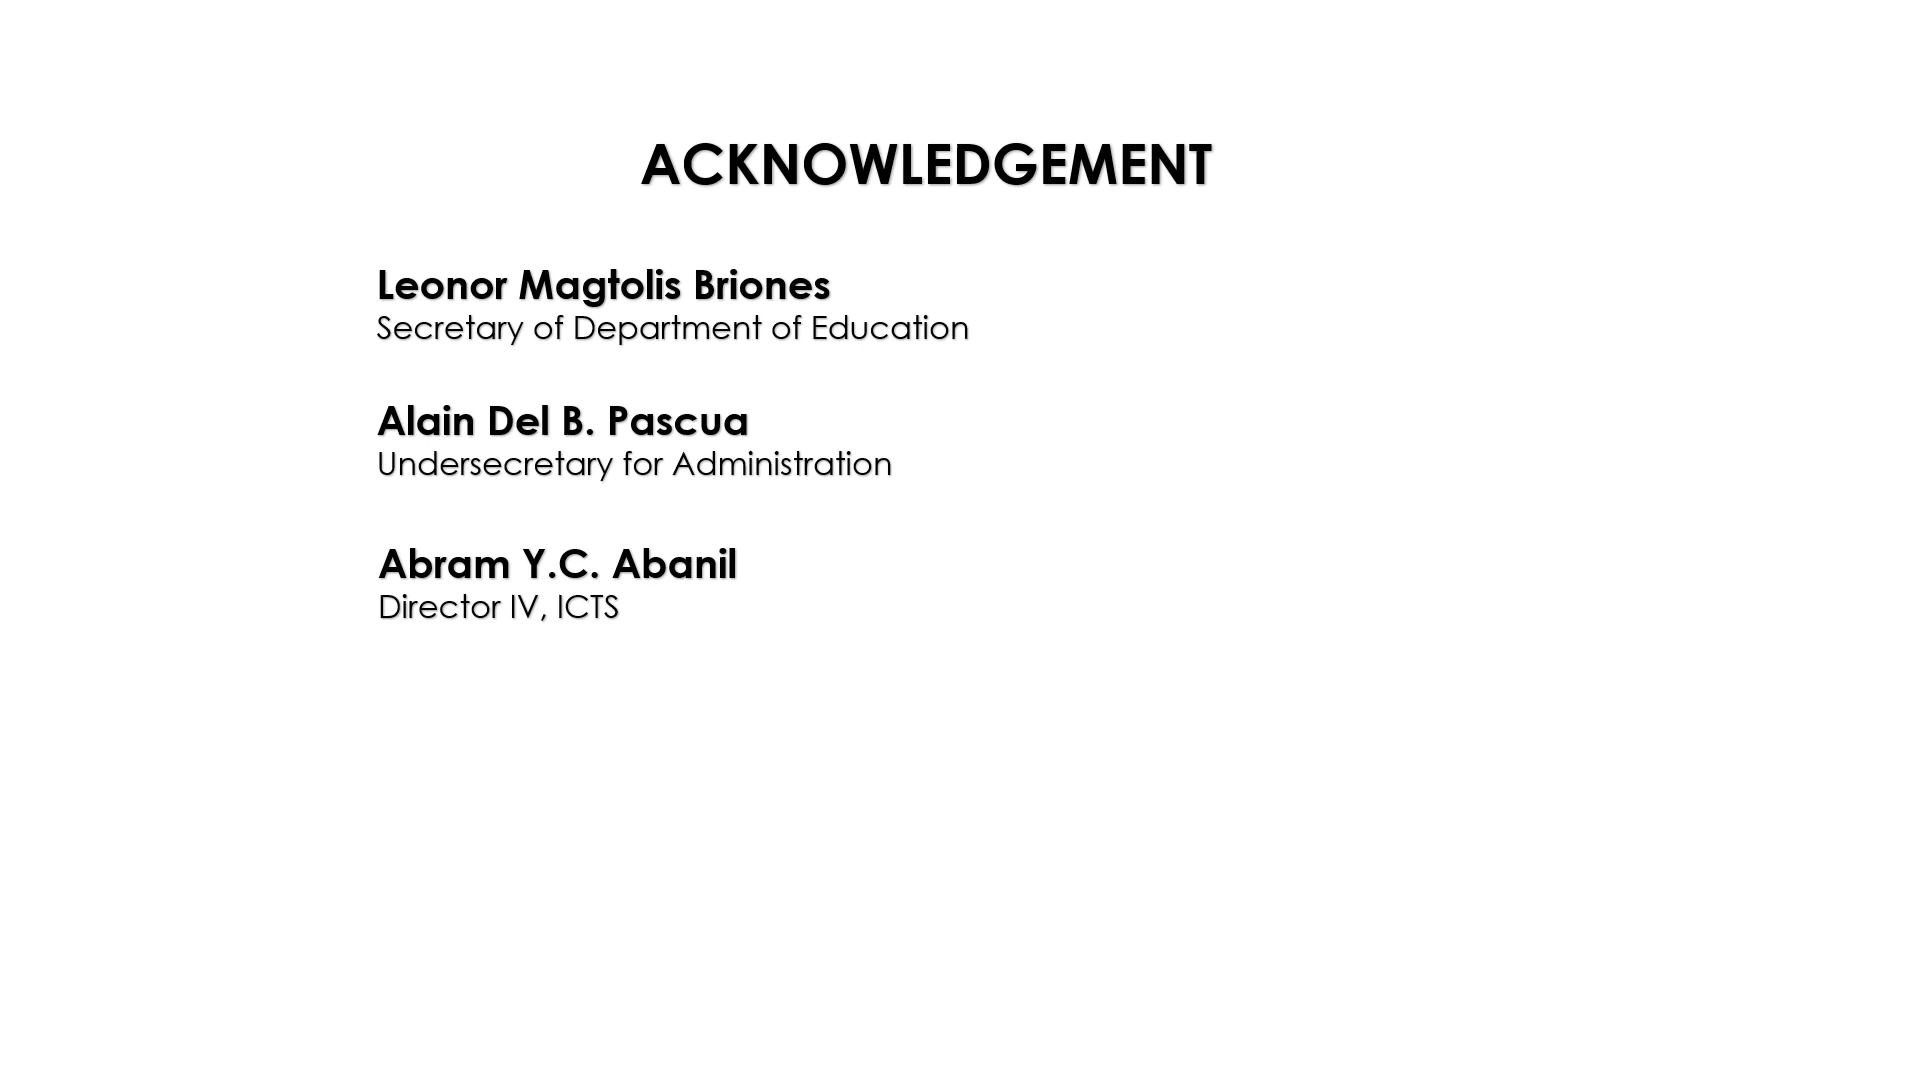 ACKNOWLEDGEMENT
Leonor Magtolis Briones
Secretary of Department of Education
Alain Del B. Pascua
Undersecretary for Administration
Abram Y.C. Abanil
Director IV, ICTS